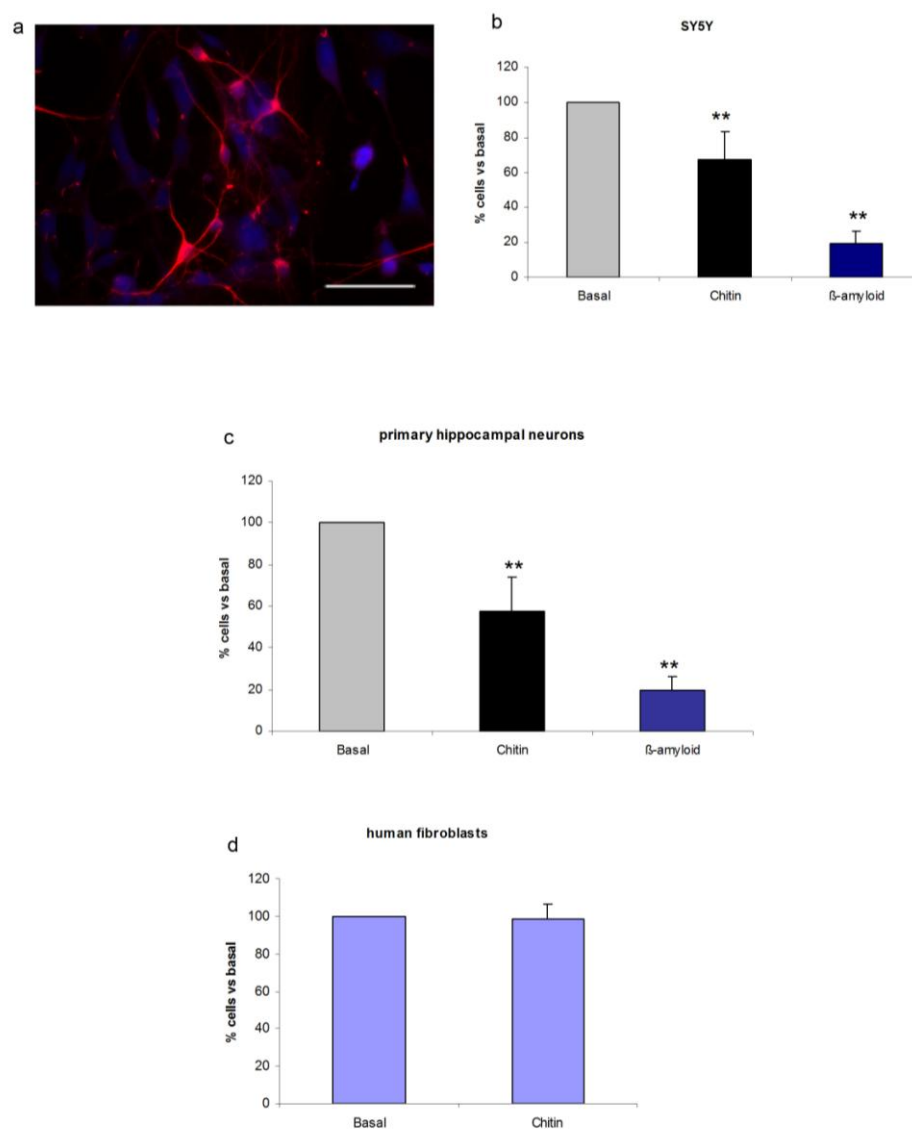 a
b
SY5Y
% cells vs basal
120
100
80
60
40
20
0
**
**
Basal Chitin ß-amyloid
c
primary hippocampal neurons
% cells vs basal
120
100
80
60
40
20
0
**
**
Basal Chitin ß-amyloid
d
human fibroblasts
% cells vs basal
120
100
80
60
40
20
0
Basal Chitin